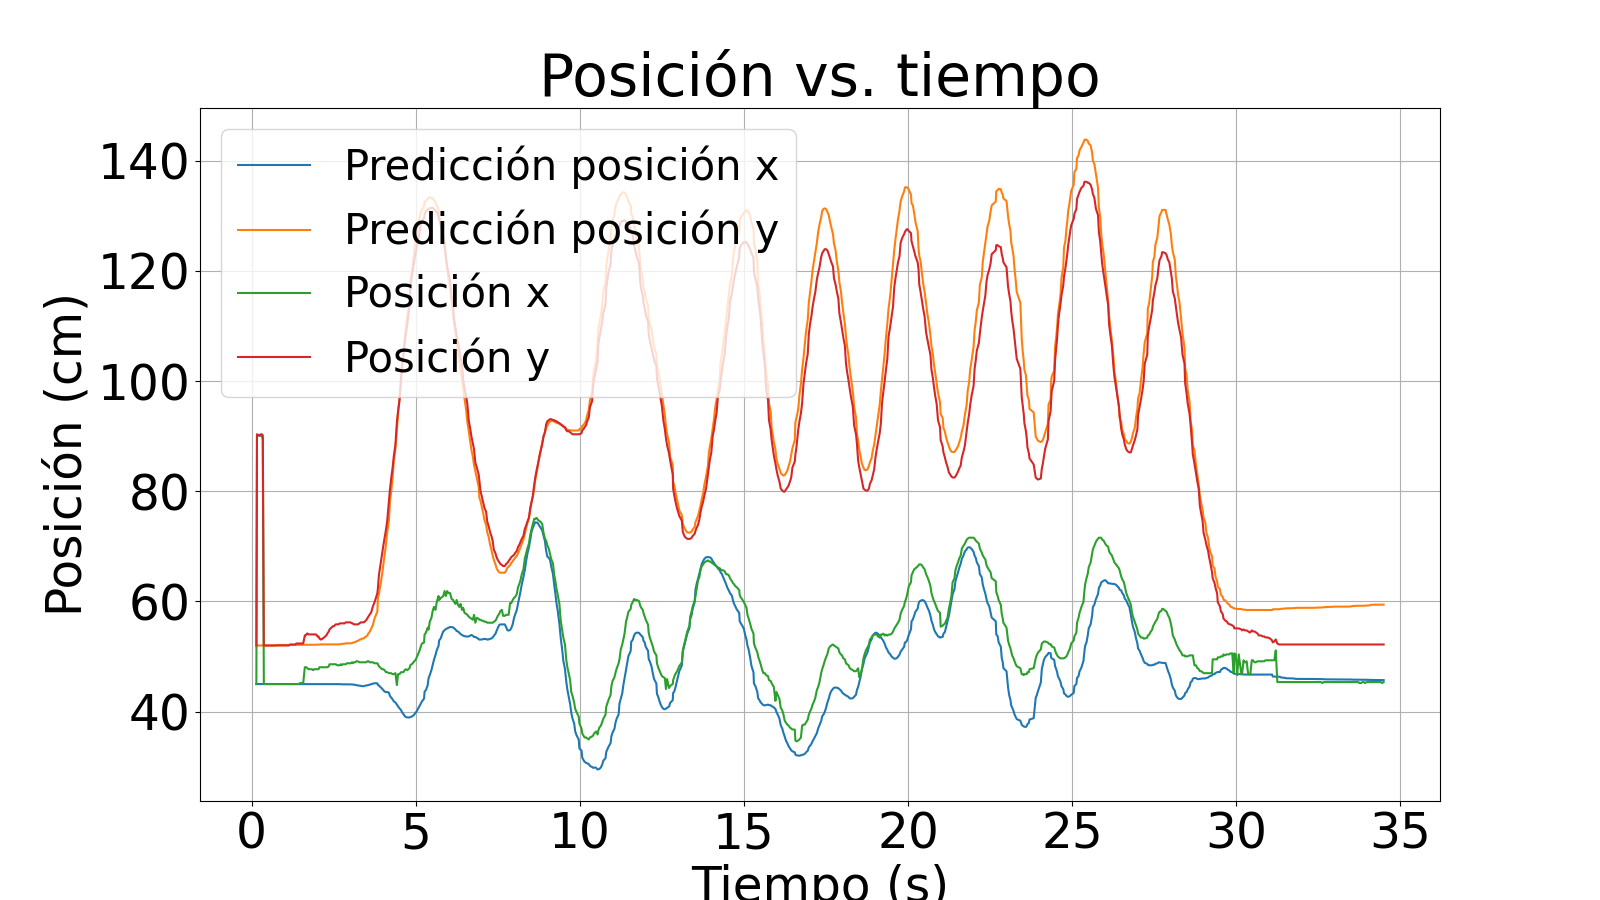 Posición vs. tiempo
Predicción posición x
Predicción posición y
Posición x
Posición y
140
120
100
80
60
40
Posición (cm)
0 5 10 15 20 25 30 35
Tiempo (s)